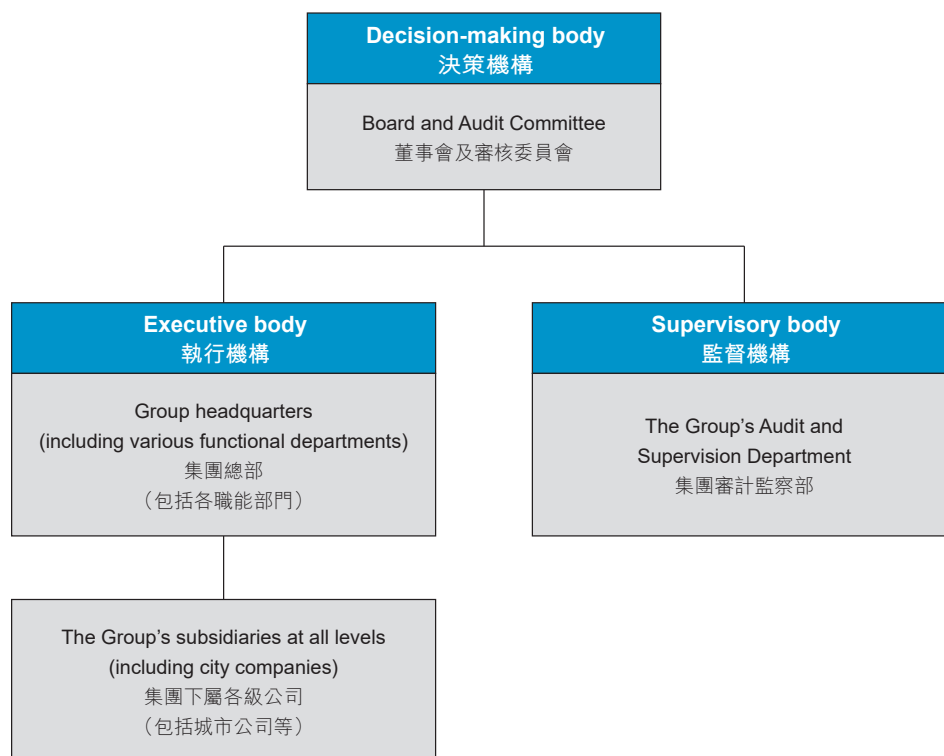 Decision-making body
決策機構
Board and Audit Committee
董事會及審核委員會
Executive body
執行機構
Group headquarters
(including various functional departments)
集團總部
（包括各職能部門）
Supervisory body
監督機構
The Group’s Audit and
Supervision Department
集團審計監察部
The Group’s subsidiaries at all levels
(including city companies)
集團下屬各級公司
（包括城市公司等）